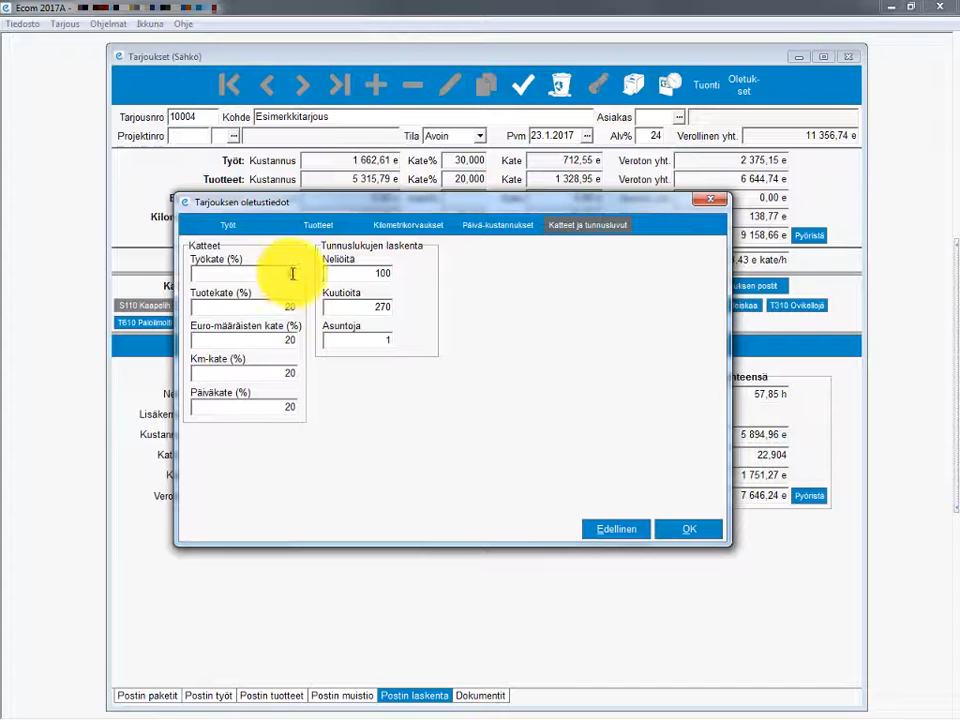 Ecom 2017A -
Tiedosto Tarjous Ohjelmat Ikkuna Ohje
Tarjoukset (Sähkö)
Tuonti Oletuk-
set
Tarjousnro 10004 Kohde Esimerkkitarjous Asiakas ...
Projektinro ... Tila Avoin Pvm 23.1.2017 ... Alv% 24 Verollinen yht. 11 356,74 e
Työt: Kustannus 1 662,61 e Kate% 30,000 Kate 712,55 e Veroton yht. 2 375,15 e
Tuotteet: Kustannus 5 315,79 e Kate% 20,000 Kate 1 328,95 e Veroton yht. 6 644,74 e
0,00 e
138,77 e
9 158,66 e Pyöristä
Tarjouksen oletustiedot
Työt Tuotteet Kilometrikorvaukset Päivä-kustannukset Katteet ja tunnusluvut
Katteet Tunnuslukujen laskenta
Työkate (%) Neliöitä
100
Tuotekate (%) Kuutioita
20 270
Euro-määräisten kate (%) Asuntoja
20 1
Km-kate (%)
20
Päiväkate (%)
20
Edellinen OK
,43 e kate/h
S110 Kaapelih T310 Ovikelloja
57,85 h
5 894,96 e
22,904
1 751,27 e
7 646,24 e Pyöristä
Postin paketit Postin työt Postin tuotteet Postin muistio Postin laskenta Dokumentit